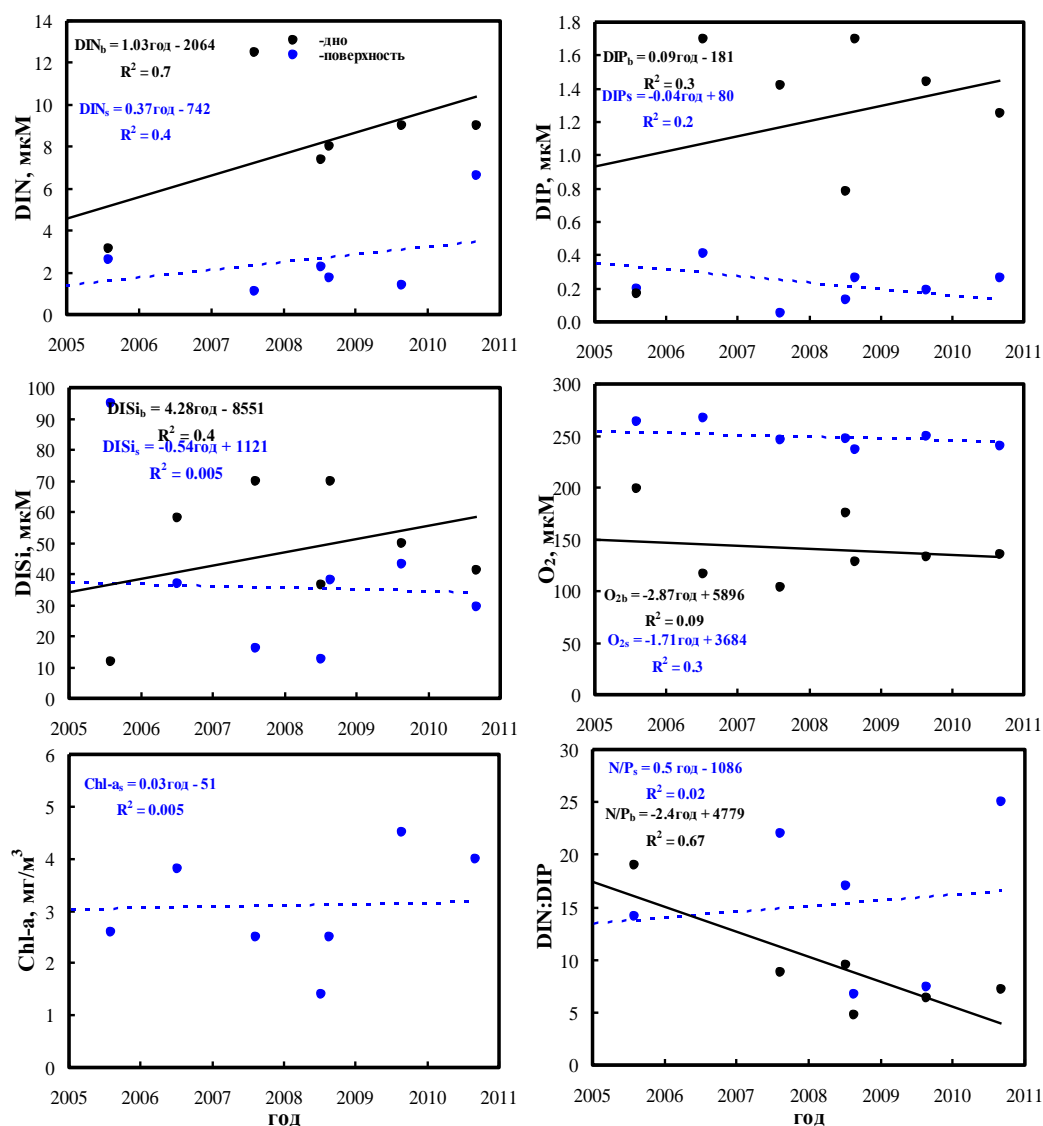 14
12
10
8
6
4
2
0
DIN, мкМ
DINb = 1.03год - 2064
R² = 0.7
DINs = 0.37год - 742
R² = 0.4
-дно
-поверхность
2005 2006 2007 2008 2009 2010 2011
1.8
1.6
1.4
1.2
1.0
0.8
0.6
0.4
0.2
0.0
DIP, мкМ
DIPb = 0.09год - 181
R² = 0.3
DIPs = -0.04год + 80
R² = 0.2
2005 2006 2007 2008 2009 2010 2011
100
90
80
70
60
50
40
30
20
10
0
DISi, мкМ
DISib = 4.28год - 8551
R² = 0.4
DISis = -0.54год + 1121
R² = 0.005
2005 2006 2007 2008 2009 2010 2011
300
250
200
150
100
50
0
O₂, мкМ
O₂b = -2.87год + 5896
R² = 0.09
O₂s = -1.71год + 3684
R² = 0.3
2005 2006 2007 2008 2009 2010 2011
6
5
4
3
2
1
0
Chl-a, мг/м³
Chl-as = 0.03год - 51
R² = 0.005
2005 2006 2007 2008 2009 2010 2011
год
30
25
20
15
10
5
0
DIN:DIP
N/Ps = 0.5 год - 1086
R² = 0.02
N/Pb = -2.4год + 4779
R² = 0.67
2005 2006 2007 2008 2009 2010 2011
год